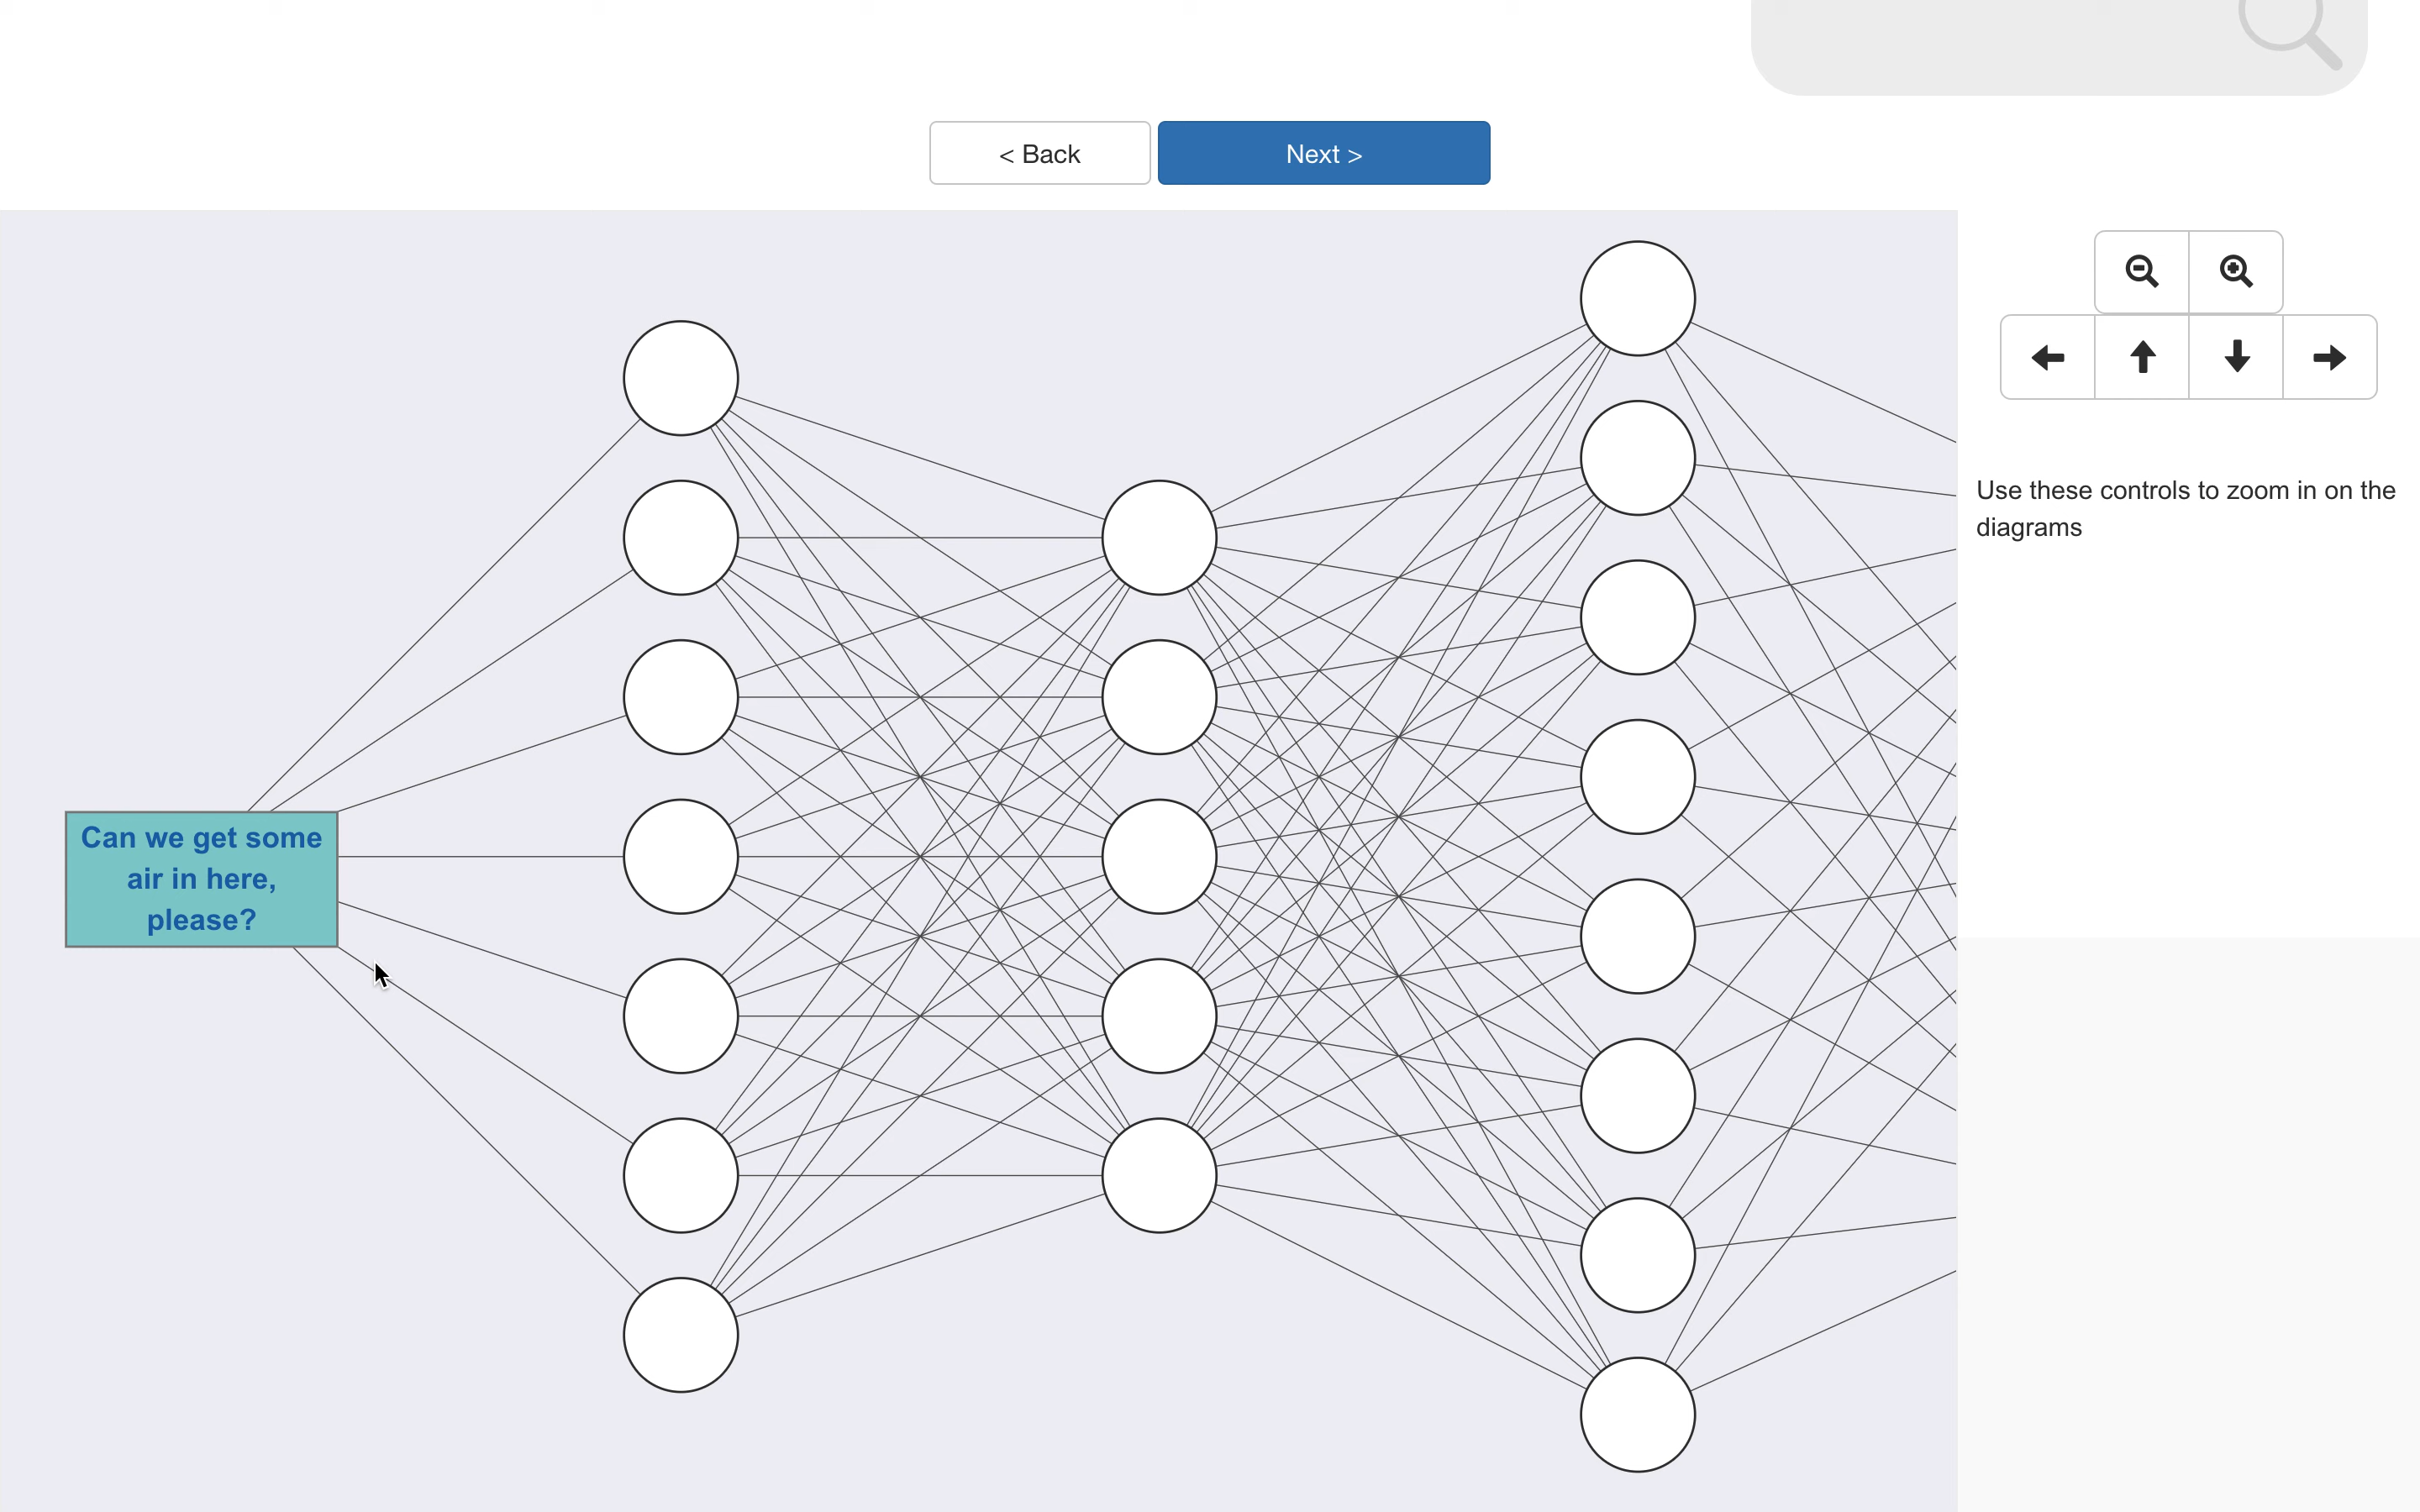 < Back
Next >
Use these controls to zoom in on the
diagrams
Can we get some
air in here,
please?